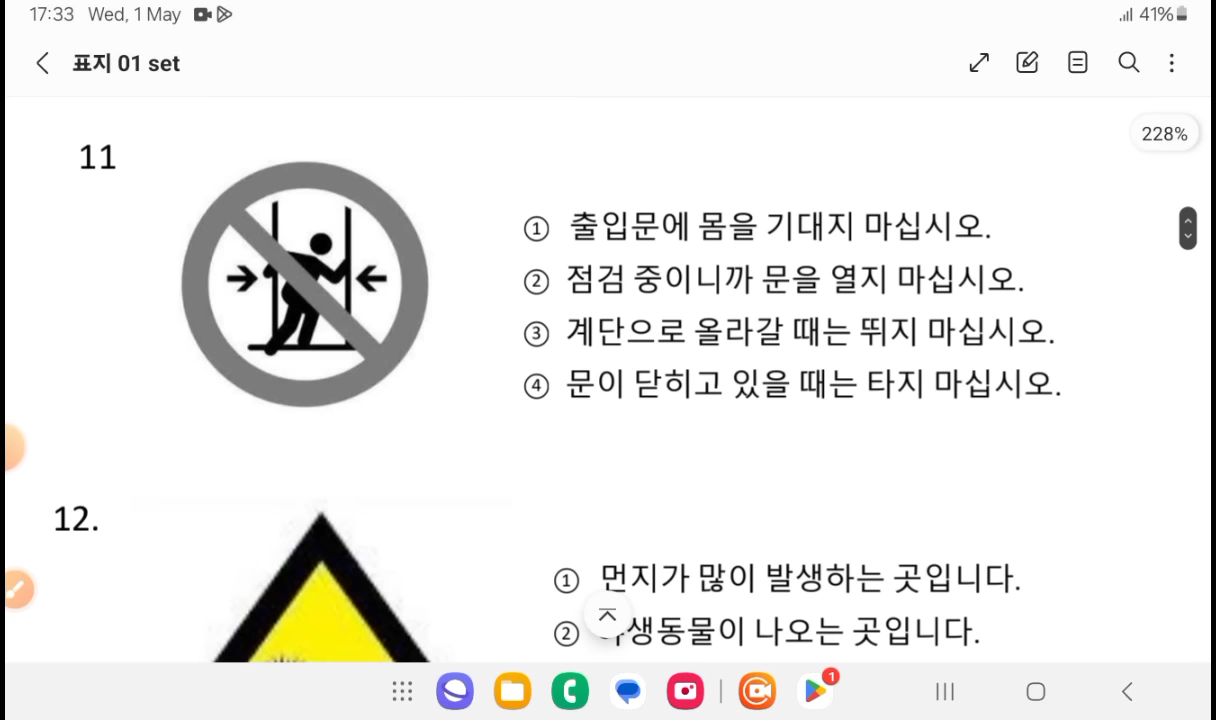 17:33 Wed, 1 May
41%
표지 01 set
228%
11
① 출입문에 몸을 기대지 마십시오.
② 점검 중이니까 문을 열지 마십시오.
③ 계단으로 올라갈 때는 뛰지 마십시오.
④ 문이 닫히고 있을 때는 타지 마십시오.
12.
① 먼지가 많이 발생하는 곳입니다.
② 나오는 곳입니다.
1